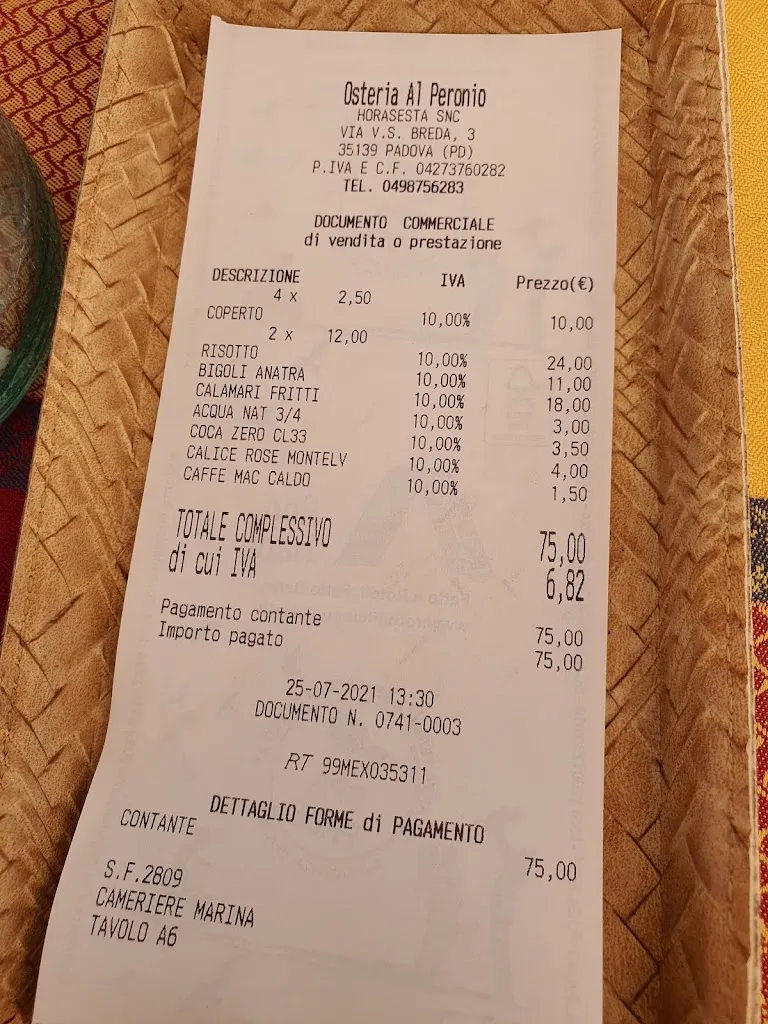 Osteria Al Peronio
HORASESTA SNC
VIA V.S. BREDA, 3
35139 PADOVA (PD)
P.IVA E C.F. 04273760282
TEL. 0498756283
DOCUMENTO COMMERCIALE
di vendita o prestazione
DESCRIZIONE IVA Prezzo(€)
4 x 2,50
COPERTO 10,00% 10,00
2 x 12,00
RISOTTO 10,00% 24,00
BIGOLI ANATRA 10,00% 11,00
CALAMARI FRITTI 10,00% 18,00
ACQUA NAT 3/4 10,00% 3,00
COCA ZERO CL33 10,00% 3,50
CALICE ROSE MONTELV 10,00% 4,00
CAFFE MAC CALDO 10,00% 1,50
TOTALE COMPLESSIVO 75,00
di cui IVA 6,82
Pagamento contante 75,00
Importo pagato 75,00
25-07-2021 13:30
DOCUMENTO N. 0741-0003
RT 99MEX035311
DETTAGLIO FORME di PAGAMENTO
CONTANTE 75,00
S.F.2809
CAMERIERE MARINA
TAVOLO A6